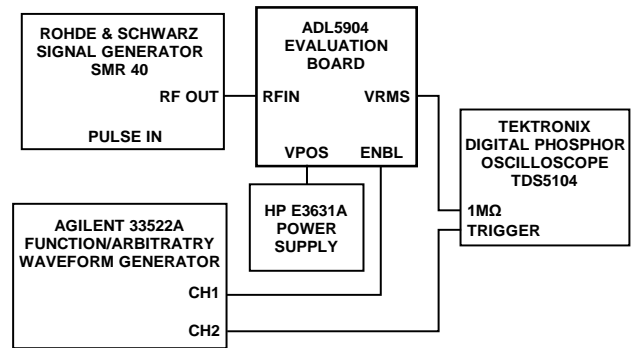 ROHDE & SCHWARZ
SIGNAL GENERATOR
SMR 40
RF OUT
PULSE IN
ADL5904
EVALUATION
BOARD
RFIN
VRMS
VPOS
ENBL
HP E3631A
POWER
SUPPLY
TEKTRONIX
DIGITAL PHOSPHOR
OSCILLOSCOPE
TDS5104
1MΩ
TRIGGER
AGILENT 33522A
FUNCTION/ARBITRATRY
WAVEFORM GENERATOR
CH1
CH2